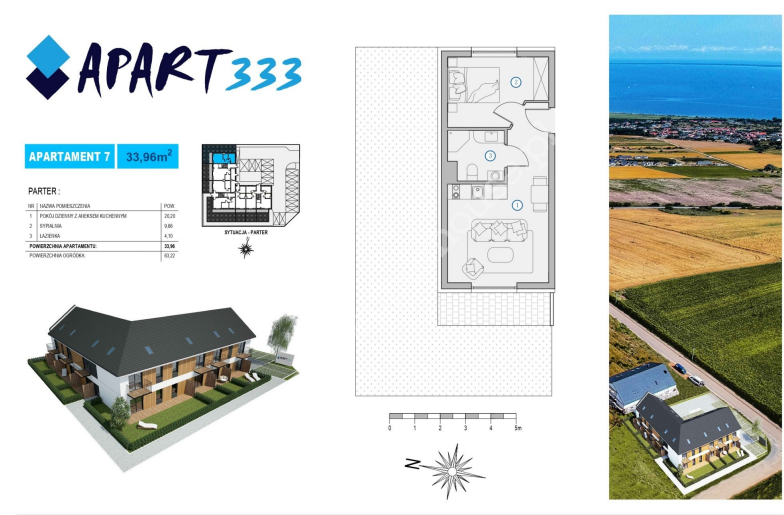 APART 333
APARTAMENT 7 33,96m²
PARTER :
NR NAZWA POMIESZCZENIA POW.
1 POKÓJ DZIENNY Z ANEKSEM KUCHENNYM 20,20
2 SYPIALNIA 9,66
3 ŁAZIENKA 4,10
POWIERZCHNIA APARTAMENTU: 33,96
POWIERZCHNIA OGRÓDKA: 63,22
SYTUACJA - PARTER
2
3
1
0 1 2 3 4 5m
N